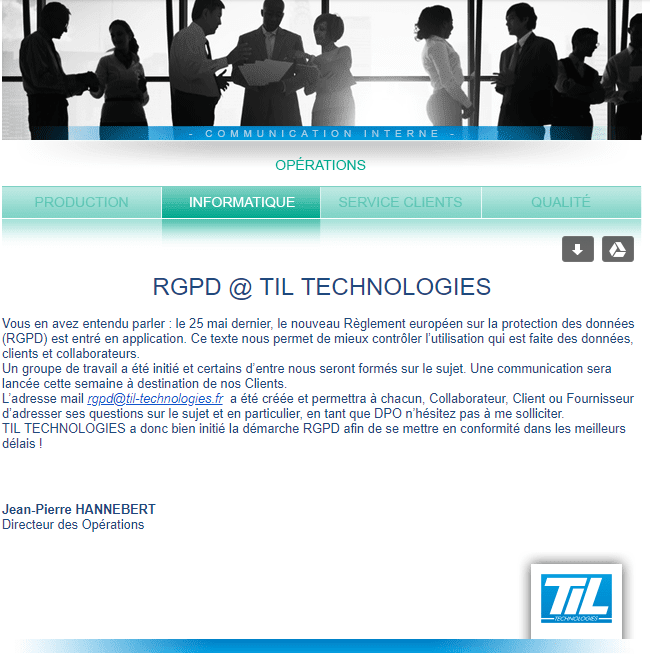 - COMMUNICATION INTERNE -
OPÉRATIONS
PRODUCTION INFORMATIQUE SERVICE CLIENTS QUALITÉ
RGPD @ TIL TECHNOLOGIES
Vous en avez entendu parler : le 25 mai dernier, le nouveau Règlement européen sur la protection des données
(RGPD) est entré en application. Ce texte nous permet de mieux contrôler l'utilisation qui est faite des données,
clients et collaborateurs.
Un groupe de travail a été initié et certains d'entre nous seront formés sur le sujet. Une communication sera
lancée cette semaine à destination de nos Clients.
L'adresse mail rgpd@til-technologies.fr a été créée et permettra à chacun, Collaborateur, Client ou Fournisseur
d'adresser ses questions sur le sujet et en particulier, en tant que DPO n'hésitez pas à me solliciter.
TIL TECHNOLOGIES a donc bien initié la démarche RGPD afin de se mettre en conformité dans les meilleurs
délais !
Jean-Pierre HANNEBERT
Directeur des Opérations
TiL
TECHNOLOGIES